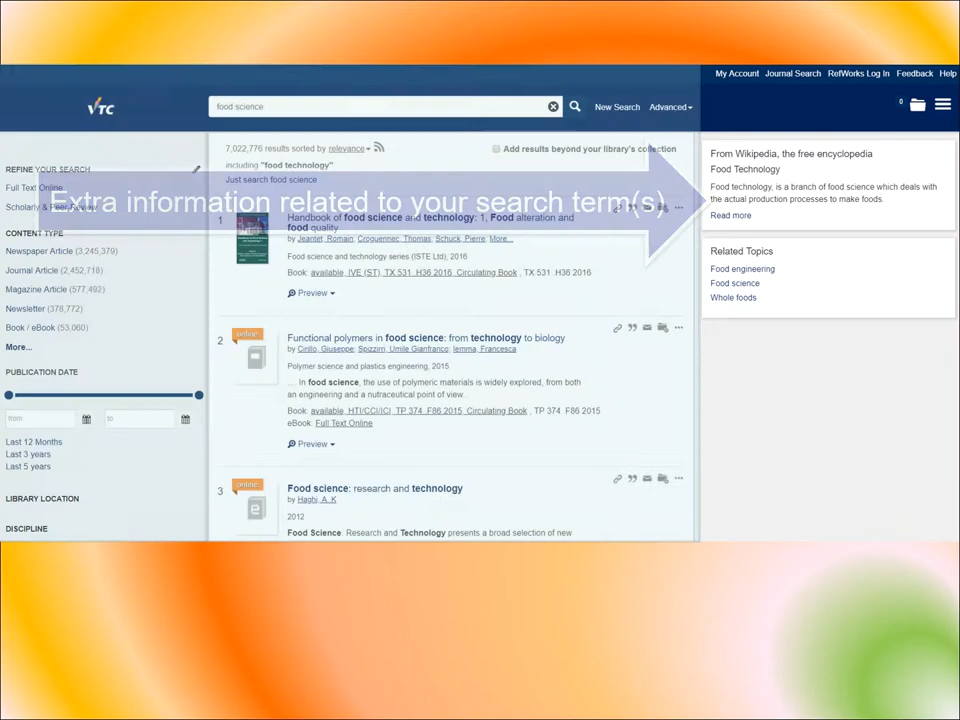 My Account Journal Search RefWorks Log In Feedback Help
VTC
food science
New Search Advanced
0
7,022,776 results sorted by relevance
Add results beyond your library's collection
including "food technology"
Just search food science
REFINE YOUR SEARCH
Full Text Online
Scholarly & Peer-Review
Extra information related to your search term(s)
CONTENT TYPE
Newspaper Article (3,245,379)
Journal Article (2,452,718)
Magazine Article (577,492)
Newsletter (378,772)
Book / eBook (53,060)
More...
PUBLICATION DATE
from
to
Last 12 Months
Last 3 years
Last 5 years
LIBRARY LOCATION
DISCIPLINE
1
Handbook of food science and technology: 1, Food alteration and
food quality
by Jeantet, Romain, Croguennec, Thomas; Schuck, Pierre; More...
Food science and technology series (ISTE Ltd), 2016
Book: available, IVE (ST), TX 531 .H36 2016, Circulating Book , TX 531 .H36 2016
Preview
2
online
Functional polymers in food science: from technology to biology
by Cirillo, Giuseppe; Spizzirri, Umile Gianfranco; Iemma, Francesca
Polymer science and plastics engineering, 2015
... In food science, the use of polymeric materials is widely explored, from both
an engineering and a nutraceutical point of view...
Book: available, HTI/CCI/ICI, TP 374 .F86 2015, Circulating Book , TP 374 .F86 2015
eBook: Full Text Online
Preview
3
online
Food science: research and technology
by Haghi, A. K
2012
Food Science: Research and Technology presents a broad selection of new
From Wikipedia, the free encyclopedia
Food Technology
Food technology, is a branch of food science which deals with
the actual production processes to make foods.
Read more
Related Topics
Food engineering
Food science
Whole foods